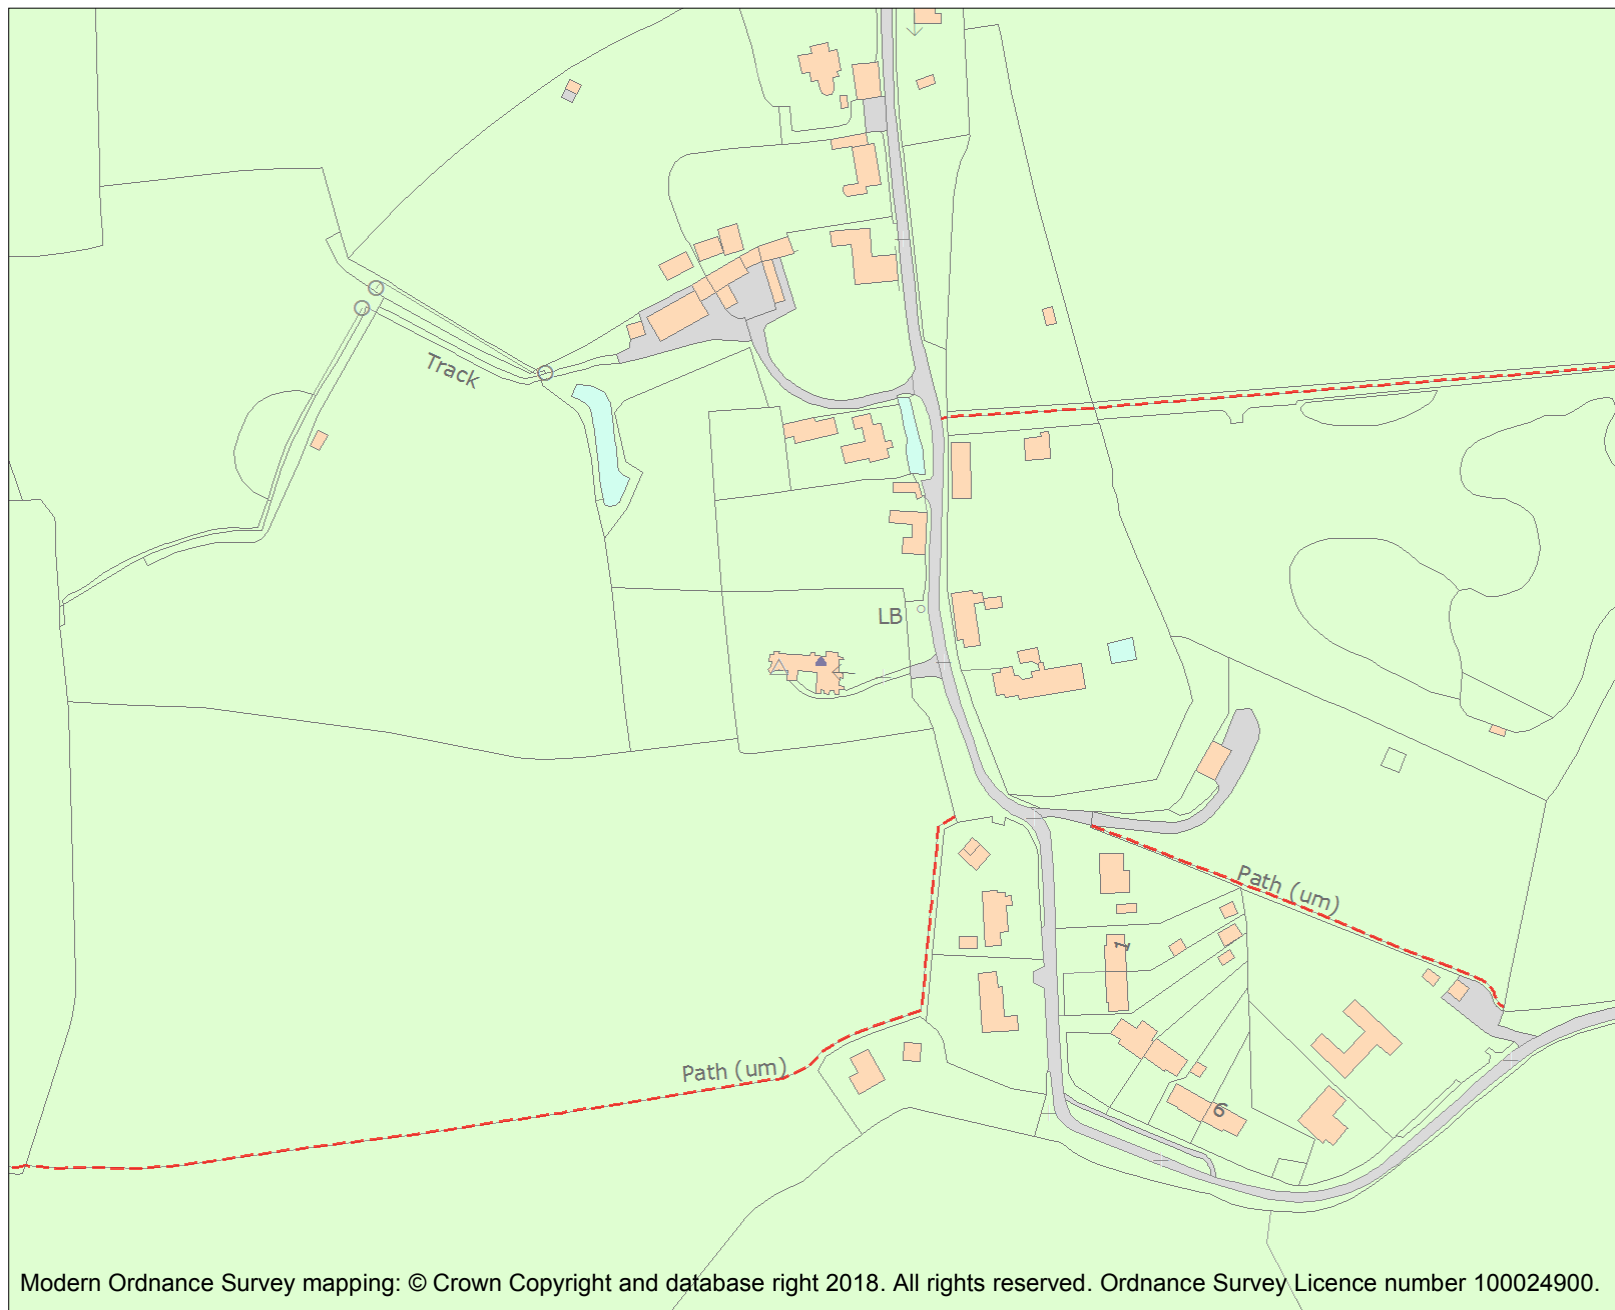 Track
LB
Path (um)
1
Path (um)
6
Modern Ordnance Survey mapping: © Crown Copyright and database right 2018. All rights reserved. Ordnance Survey Licence number 100024900.